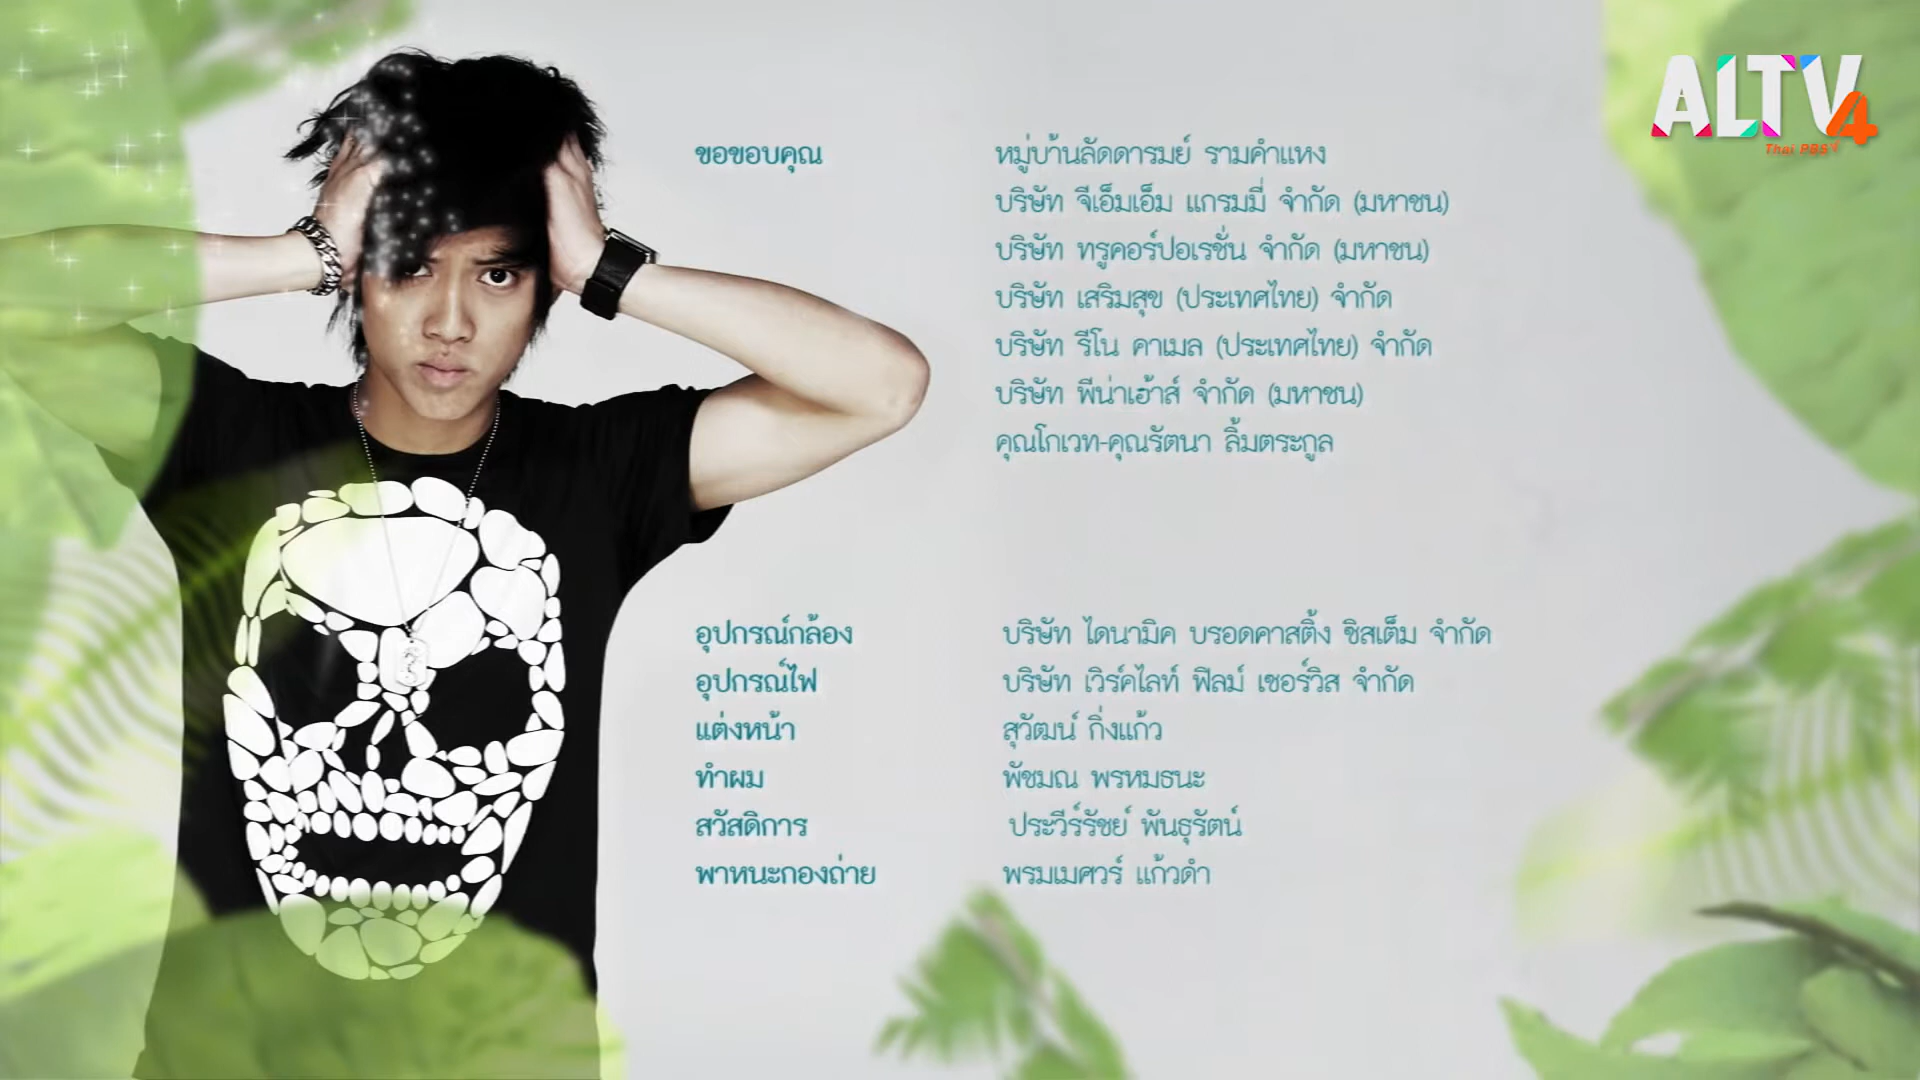 ALTV4
Thai PBS
ขอขอบคุณ หมู่บ้านลัดดารมย์ รามคำแหง
บริษัท จีเอ็มเอ็ม แกรมมี่ จำกัด (มหาชน)
บริษัท ทรูคอร์ปอเรชั่น จำกัด (มหาชน)
บริษัท เสริมสุข (ประเทศไทย) จำกัด
บริษัท รีโน คาเมล (ประเทศไทย) จำกัด
บริษัท พีน่าเฮ้าส์ จำกัด (มหาชน)
คุณโกเวท-คุณรัตนา ลิ้มตระกูล
อุปกรณ์กล้อง บริษัท ไดนามิค บรอดคาสติ้ง ซิสเต็ม จำกัด
อุปกรณ์ไฟ บริษัท เวิร์คไลท์ ฟิลม์ เซอร์วิส จำกัด
แต่งหน้า สุวัฒน์ กิ่งแก้ว
ทำผม พัชมณ พรหมธนะ
สวัสดิการ ประวีร์รัชย์ พันธุรัตน์
พาหนะกองถ่าย พรมเมศวร์ แก้วดำ